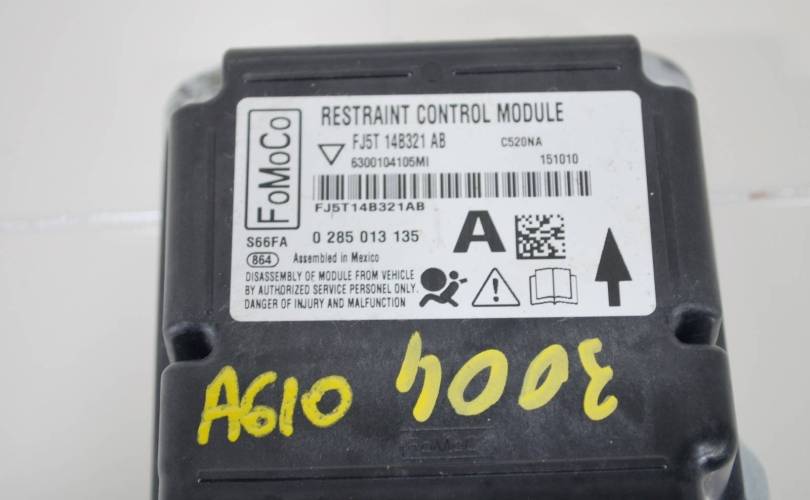 FoMoCo
RESTRAINT CONTROL MODULE
FJ5T 14B321 AB C520NA
6300104105MI 151010
FJ5T14B321AB
S66FA 0 285 013 135 A
864 Assembled in Mexico
DISASSEMBLY OF MODULE FROM VEHICLE
BY AUTHORIZED SERVICE PERSONEL ONLY.
DANGER OF INJURY AND MALFUNCTION
A610 3004
FoMoCo